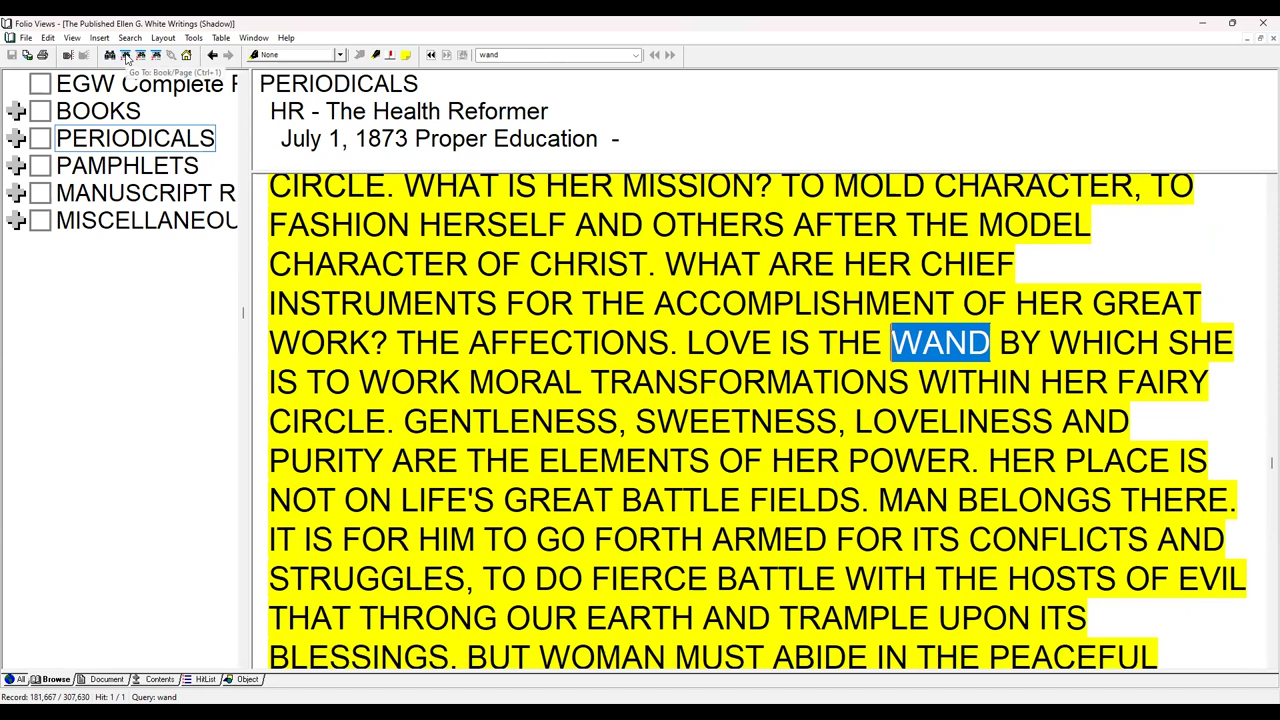 Folio Views - [The Published Ellen G. White Writings (Shadow)]
File Edit View Insert Search Layout Tools Table Window Help
None wand
Go To: Book/Page (Ctrl+1)
EGW Complete P
BOOKS
PERIODICALS
PAMPHLETS
MANUSCRIPT R
MISCELLANEOU
PERIODICALS
HR - The Health Reformer
July 1, 1873 Proper Education -
CIRCLE. WHAT IS HER MISSION? TO MOLD CHARACTER, TO
FASHION HERSELF AND OTHERS AFTER THE MODEL
CHARACTER OF CHRIST. WHAT ARE HER CHIEF
INSTRUMENTS FOR THE ACCOMPLISHMENT OF HER GREAT
WORK? THE AFFECTIONS. LOVE IS THE WAND BY WHICH SHE
IS TO WORK MORAL TRANSFORMATIONS WITHIN HER FAIRY
CIRCLE. GENTLENESS, SWEETNESS, LOVELINESS AND
PURITY ARE THE ELEMENTS OF HER POWER. HER PLACE IS
NOT ON LIFE'S GREAT BATTLE FIELDS. MAN BELONGS THERE.
IT IS FOR HIM TO GO FORTH ARMED FOR ITS CONFLICTS AND
STRUGGLES, TO DO FIERCE BATTLE WITH THE HOSTS OF EVIL
THAT THRONG OUR EARTH AND TRAMPLE UPON ITS
BLESSINGS. BUT WOMAN MUST ABIDE IN THE PEACEFUL
All Browse Document Contents HitList Object
Record: 181,667 / 307,630 Hit: 1 / 1 Query: wand